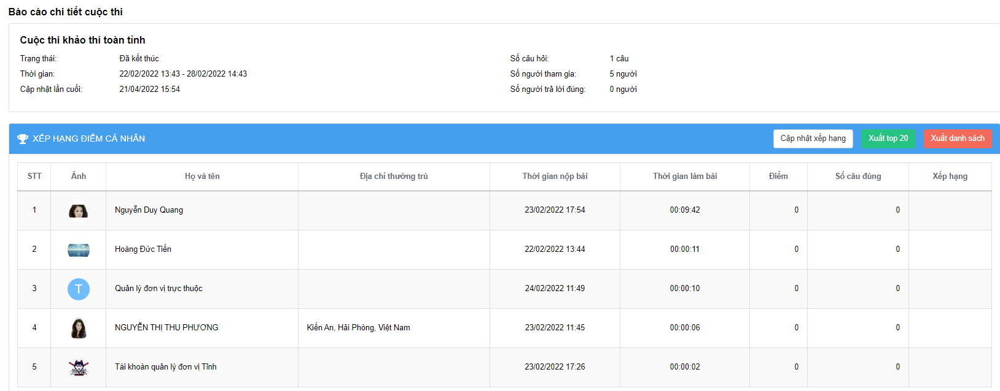 Báo cáo chi tiết cuộc thi
Cuộc thi khảo thí toàn tỉnh
Trạng thái: Đã kết thúc Số câu hỏi: 1 câu
Thời gian: 22/02/2022 13:43 - 28/02/2022 14:43 Số người tham gia: 5 người
Cập nhật lần cuối: 21/04/2022 15:54 Số người trả lời đúng: 0 người
XẾP HẠNG ĐIỂM CÁ NHÂN Cập nhật xếp hạng Xuất top 20 Xuất danh sách
STT Ảnh Họ và tên Địa chỉ thường trú Thời gian nộp bài Thời gian làm bài Điểm Số câu đúng Xếp hạng
1 Nguyễn Duy Quang 23/02/2022 17:54 00:09:42 0 0
2 Hoàng Đức Tiến 22/02/2022 13:44 00:00:11 0 0
3 T Quản lý đơn vị trực thuộc 24/02/2022 11:49 00:00:10 0 0
4 NGUYỄN THỊ THU PHƯƠNG Kiến An, Hải Phòng, Việt Nam 23/02/2022 11:45 00:00:06 0 0
5 Tài khoản quản lý đơn vị Tỉnh 23/02/2022 17:26 00:00:02 0 0